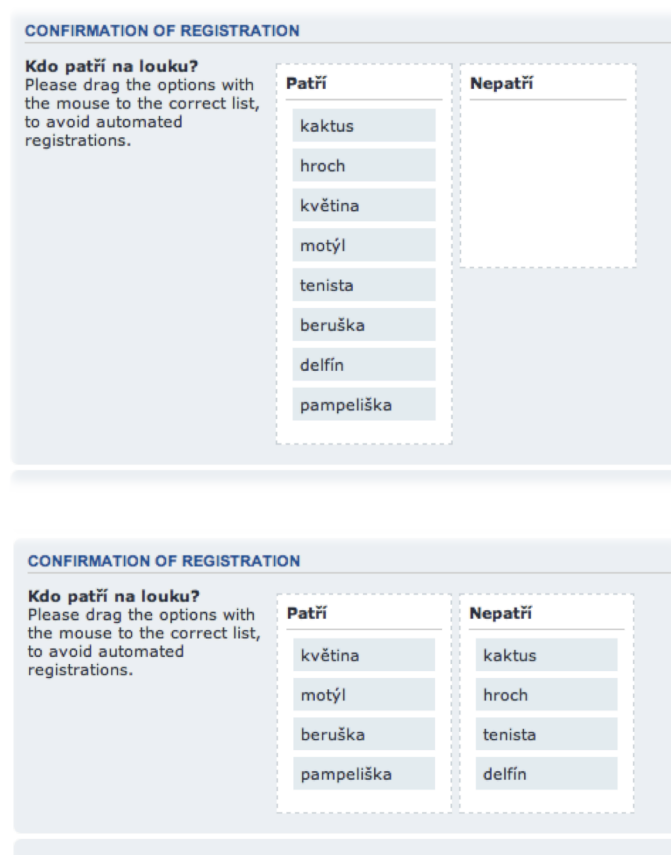 CONFIRMATION OF REGISTRATION
Kdo patří na louku?
Please drag the options with
the mouse to the correct list,
to avoid automated
registrations.
Patří
kaktus
hroch
květina
motýl
tenista
beruška
delfín
pampeliška
Nepatří
CONFIRMATION OF REGISTRATION
Kdo patří na louku?
Please drag the options with
the mouse to the correct list,
to avoid automated
registrations.
Patří
květina
motýl
beruška
pampeliška
Nepatří
kaktus
hroch
tenista
delfín